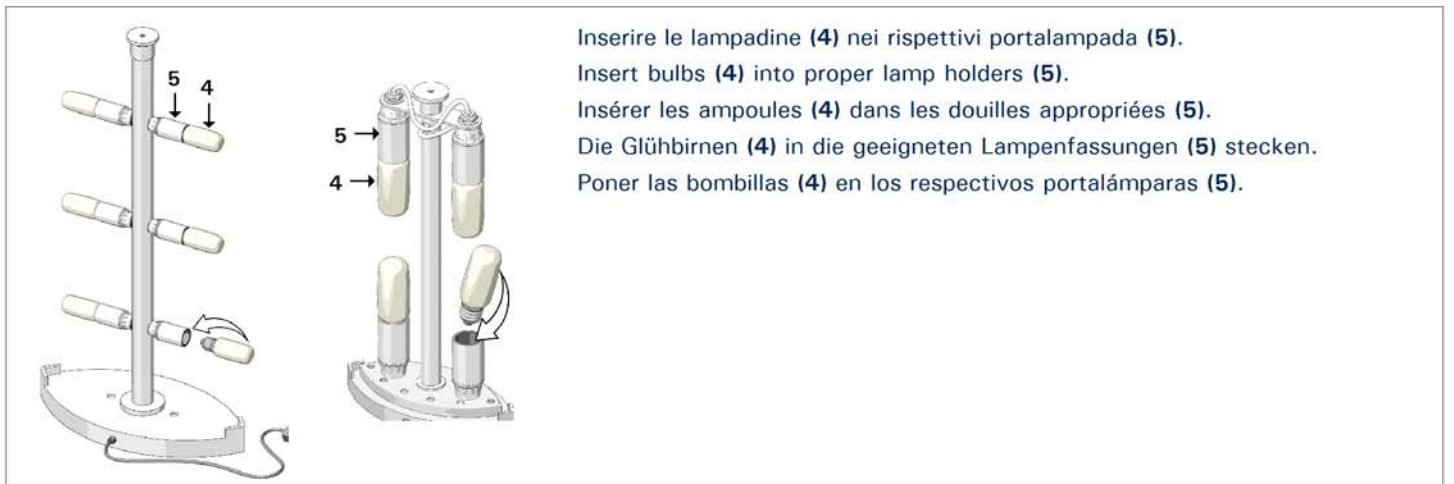 5 4
5
4
Inserire le lampadine (4) nei rispettivi portalampada (5).
Insert bulbs (4) into proper lamp holders (5).
Insérer les ampoules (4) dans les douilles appropriées (5).
Die Glühbirnen (4) in die geeigneten Lampenfassungen (5) stecken.
Poner las bombillas (4) en los respectivos portalámparas (5).